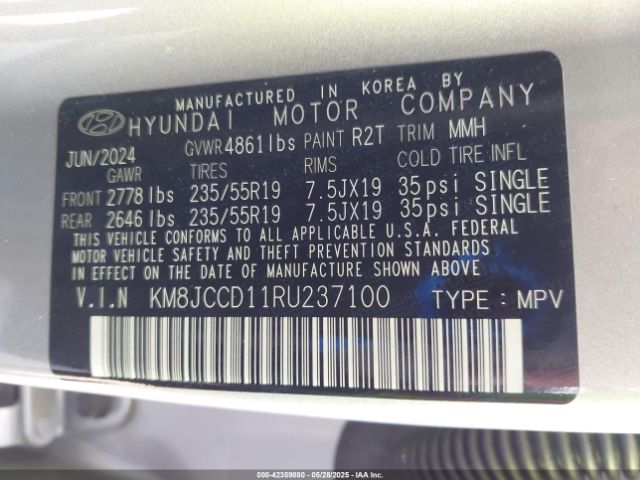 MANUFACTURED IN KOREA BY
HYUNDAI MOTOR COMPANY
JUN/2024 GVWR 4861lbs PAINT R2T TRIM MMH
GAWR TIRES RIMS COLD TIRE INFL
FRONT 2778 lbs 235/55R19 7.5JX19 35psi SINGLE
REAR 2646 lbs 235/55R19 7.5JX19 35psi SINGLE
THIS VEHICLE CONFORMS TO ALL APPLICABLE U.S.A. FEDERAL
MOTOR VEHICLE SAFETY AND THEFT PREVENTION STANDARDS
IN EFFECT ON THE DATE OF MANUFACTURE SHOWN ABOVE
V.I.N KM8JCCD11RU237100 TYPE : MPV
000-42359880 - 05/28/2025 - IAA Inc.